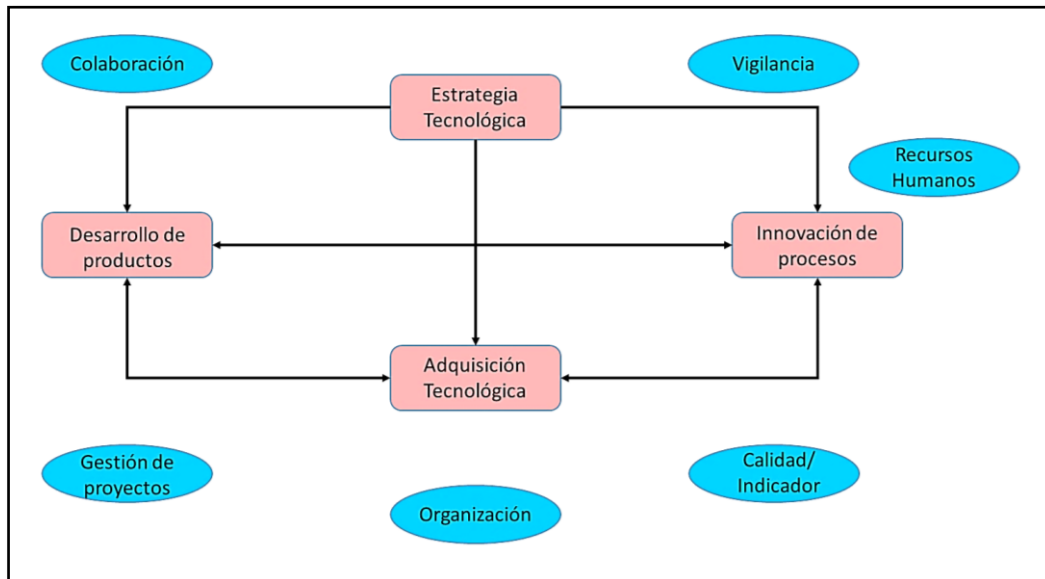 Colaboración
Estrategia
Tecnológica
Vigilancia
Recursos
Humanos
Desarrollo de
productos
Innovación de
procesos
Adquisición
Tecnológica
Gestión de
proyectos
Organización
Calidad/
Indicador